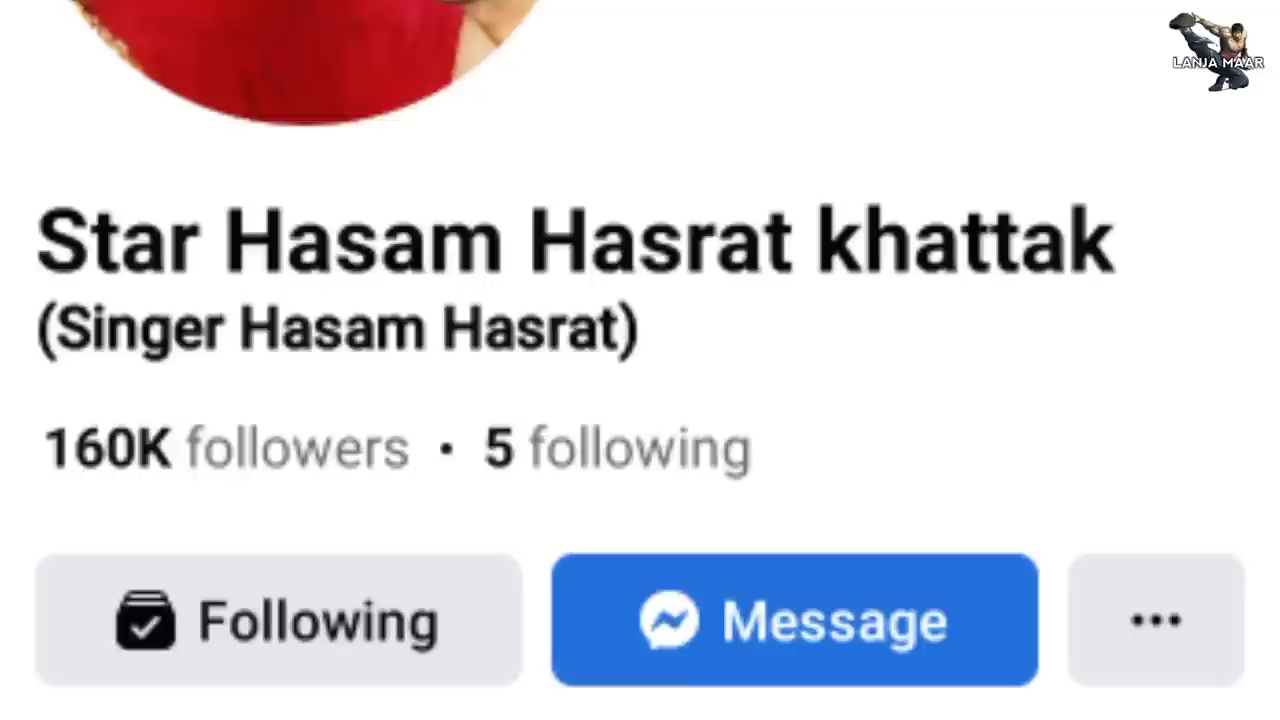 LANJA MAAR
Star Hasam Hasrat khattak
(Singer Hasam Hasrat)
160K followers · 5 following
Following
Message